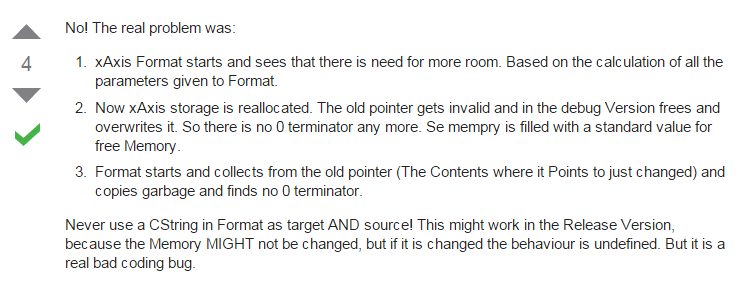 No! The real problem was:
4
1. xAxis Format starts and sees that there is need for more room. Based on the calculation of all the
parameters given to Format.
2. Now xAxis storage is reallocated. The old pointer gets invalid and in the debug Version frees and
overwrites it. So there is no 0 terminator any more. Se mempry is filled with a standard value for
free Memory.
3. Format starts and collects from the old pointer (The Contents where it Points to just changed) and
copies garbage and finds no 0 terminator.
Never use a CString in Format as target AND source! This might work in the Release Version,
because the Memory MIGHT not be changed, but if it is changed the behaviour is undefined. But it is a
real bad coding bug.